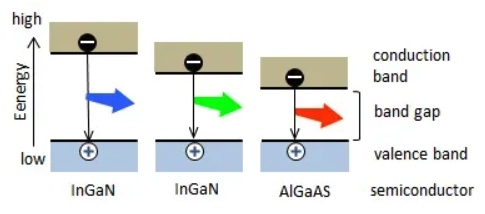 high
Eenergy
low
conduction
band
band gap
valence band
InGaN
InGaN
AlGaAS
semiconductor